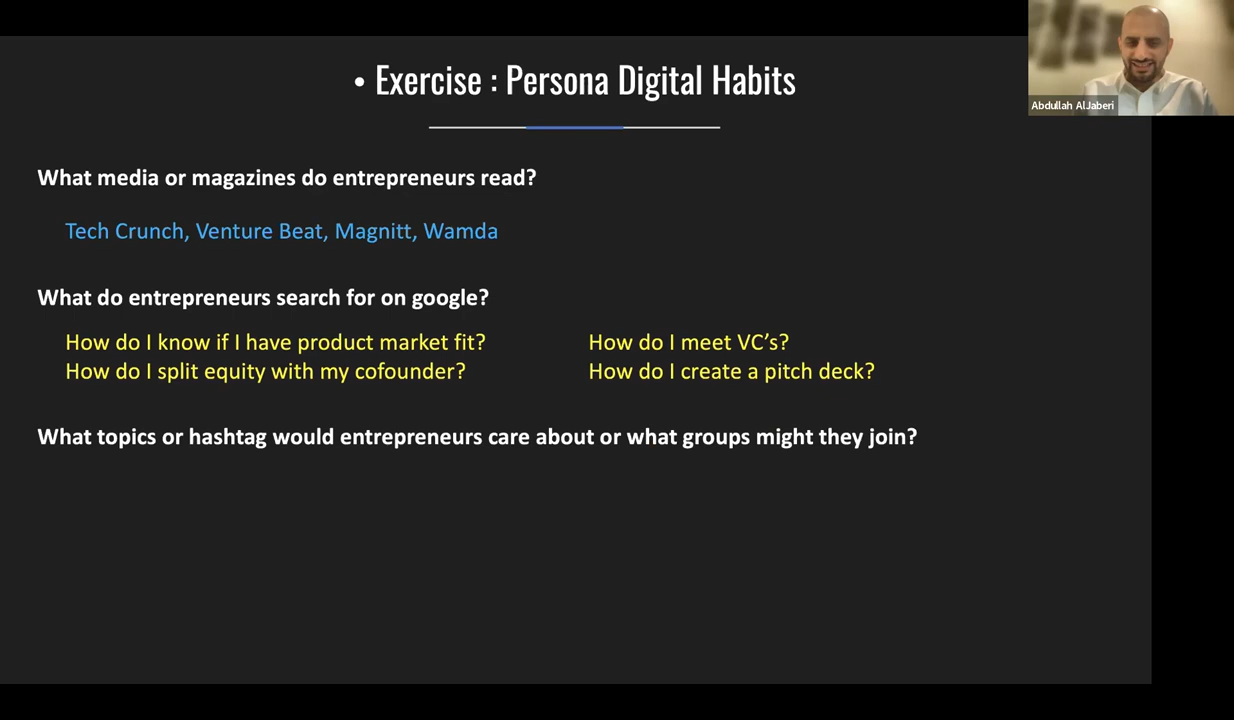 • Exercise : Persona Digital Habits
Abdullah AlJaberi
What media or magazines do entrepreneurs read?
Tech Crunch, Venture Beat, Magnitt, Wamda
What do entrepreneurs search for on google?
How do I know if I have product market fit?
How do I split equity with my cofounder?
How do I meet VC’s?
How do I create a pitch deck?
What topics or hashtag would entrepreneurs care about or what groups might they join?